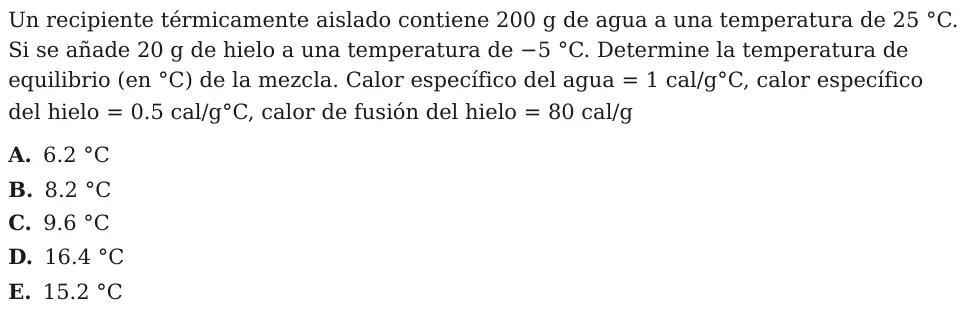 Un recipiente térmicamente aislado contiene 200 g de agua a una temperatura de 25 °C.
Si se añade 20 g de hielo a una temperatura de −5 °C. Determine la temperatura de
equilibrio (en °C) de la mezcla. Calor específico del agua = 1 cal/g°C, calor específico
del hielo = 0.5 cal/g°C, calor de fusión del hielo = 80 cal/g
A. 6.2 °C
B. 8.2 °C
C. 9.6 °C
D. 16.4 °C
E. 15.2 °C